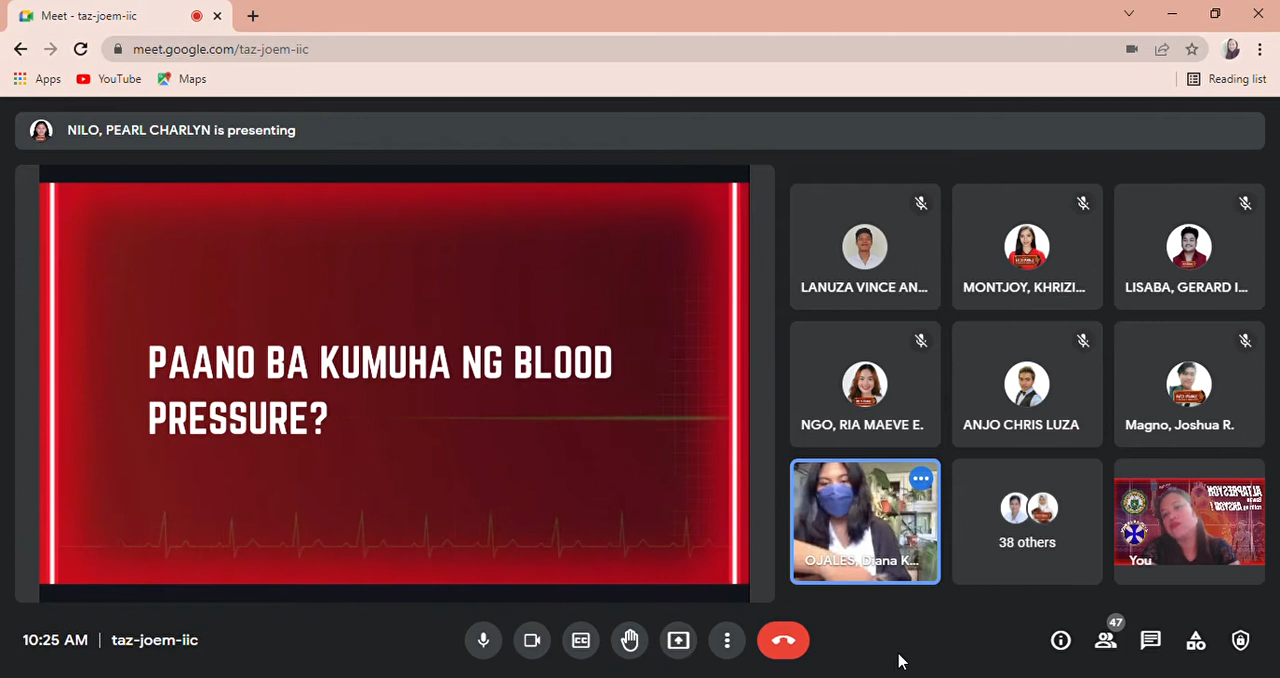 Meet - taz-joem-iic
meet.google.com/taz-joem-iic
Apps YouTube Maps Reading list
NILO, PEARL CHARLYN is presenting
PAANO BA KUMUHA NG BLOOD
PRESSURE?
LANUZA VINCE AN...
MONTJOY, KHRIZI...
LISABA, GERARD I...
NGO, RIA MAEVE E.
ANJO CHRIS LUZA
Magno, Joshua R.
OJALES, Diana K...
38 others
You
10:25 AM | taz-joem-iic
47